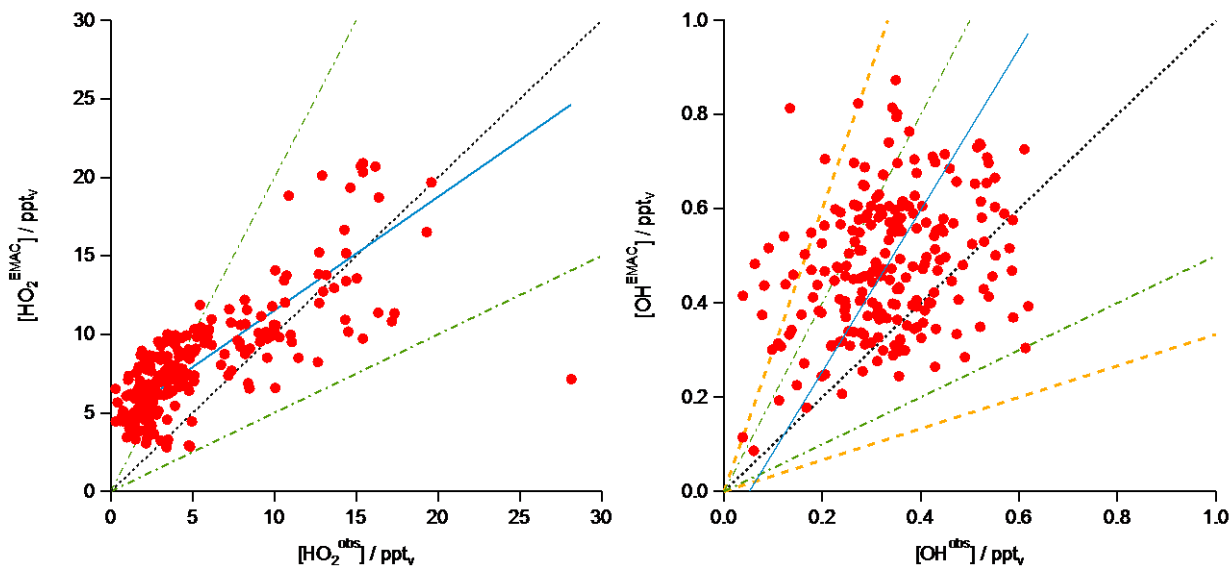 30
25
20
15
10
5
0
[HO₂ᴱᴹᴬᶜ] / pptᵥ
0 5 10 15 20 25 30
[HO₂ᵒᵇˢ·] / pptᵥ
1.0
0.8
0.6
0.4
0.2
0.0
[OHᴱᴹᴬᶜ] / pptᵥ
0.0 0.2 0.4 0.6 0.8 1.0
[OHᵒᵇˢ·] / pptᵥ